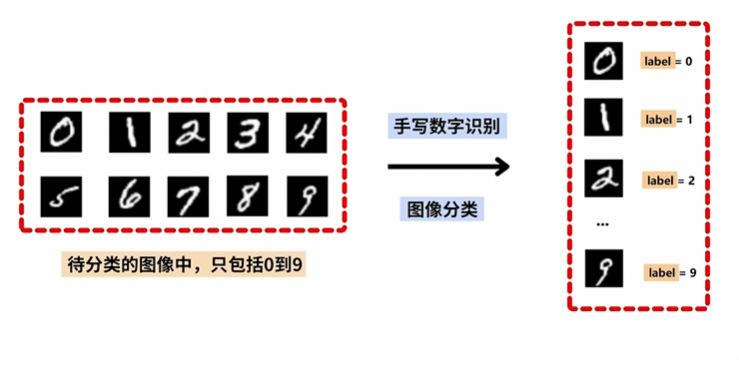 0 1 2 3 4
5 6 7 8 9
待分类的图像中，只包括0到9
手写数字识别
图像分类
0 label = 0
1 label = 1
2 label = 2
...
9 label = 9